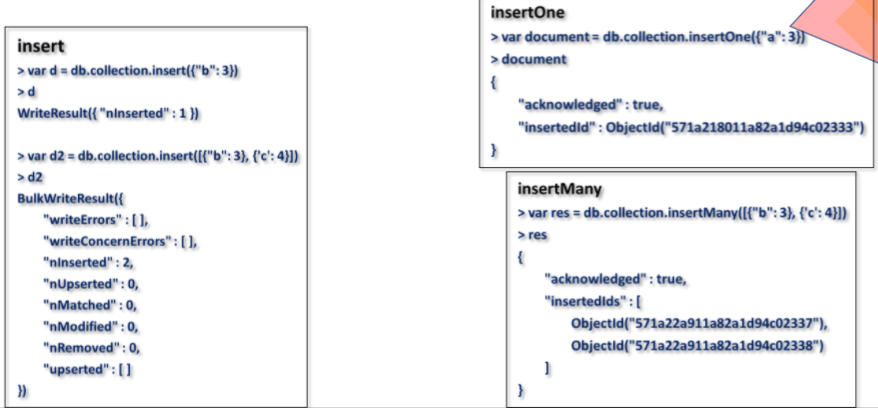 insert
> var d = db.collection.insert({"b": 3})
> d
WriteResult({ "nInserted" : 1 })
> var d2 = db.collection.insert([{"b": 3}, {'c': 4}])
> d2
BulkWriteResult({
"writeErrors" : [ ],
"writeConcernErrors" : [ ],
"nInserted" : 2,
"nUpserted" : 0,
"nMatched" : 0,
"nModified" : 0,
"nRemoved" : 0,
"upserted" : [ ]
})
insertOne
> var document = db.collection.insertOne({"a": 3})
> document
{
"acknowledged" : true,
"insertedId" : ObjectId("571a218011a82a1d94c02333")
}
insertMany
> var res = db.collection.insertMany([{"b": 3}, {'c': 4}])
> res
{
"acknowledged" : true,
"insertedIds" : [
ObjectId("571a22a911a82a1d94c02337"),
ObjectId("571a22a911a82a1d94c02338")
]
}